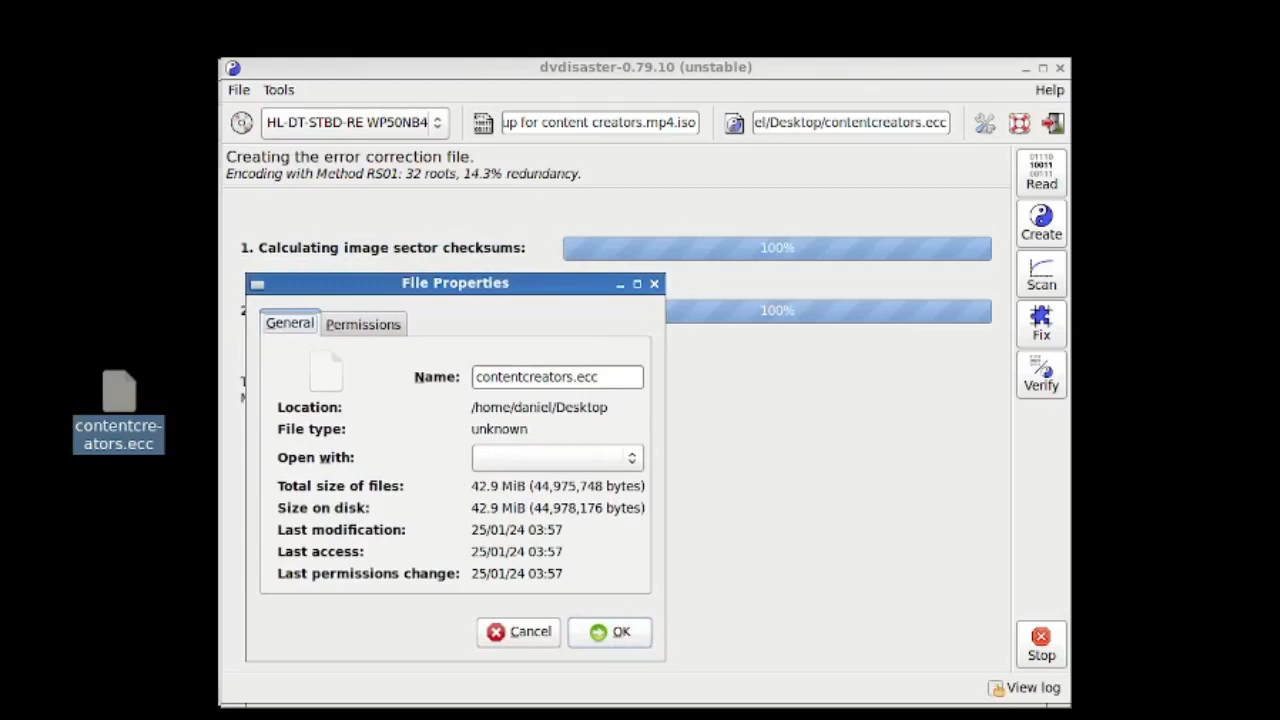 dvdisaster-0.79.10 (unstable)
File Tools Help
HL-DT-STBD-RE WP50NB4 up for content creators.mp4.iso el/Desktop/contentcreators.ecc
Creating the error correction file.
Encoding with Method RS01: 32 roots, 14.3% redundancy.
1. Calculating image sector checksums: 100%
2 100%
File Properties
General Permissions
Name: contentcreators.ecc
Location: /home/daniel/Desktop
File type: unknown
Open with:
Total size of files: 42.9 MiB (44,975,748 bytes)
Size on disk: 42.9 MiB (44,978,176 bytes)
Last modification: 25/01/24 03:57
Last access: 25/01/24 03:57
Last permissions change: 25/01/24 03:57
Cancel OK
contentcre-
ators.ecc
01110
10011
00111
Read
Create
Scan
Fix
Verify
Stop
View log